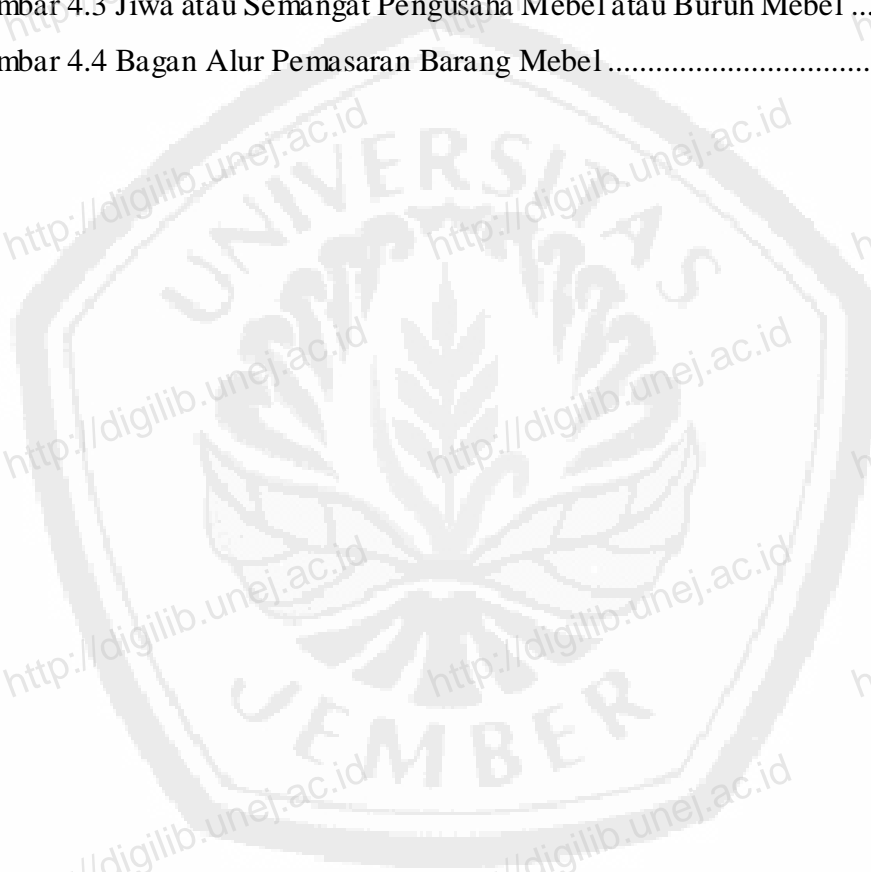 mbar 4.3 Jiwa atau Semangat Pengusaha Mebel atau Buruh Mebel ...
mbar 4.4 Bagan Alur Pemasaran Barang Mebel .................................
http://digilib.unej.ac.id
http://digilib.unej.ac.id
UNIVERSITAS
http://digilib.unej.ac.id
http://digilib.unej.ac.id
http://digilib.unej.ac.id
http://digilib.unej.ac.id
JEMBER
http://digilib.unej.ac.id
http://digilib.unej.ac.id